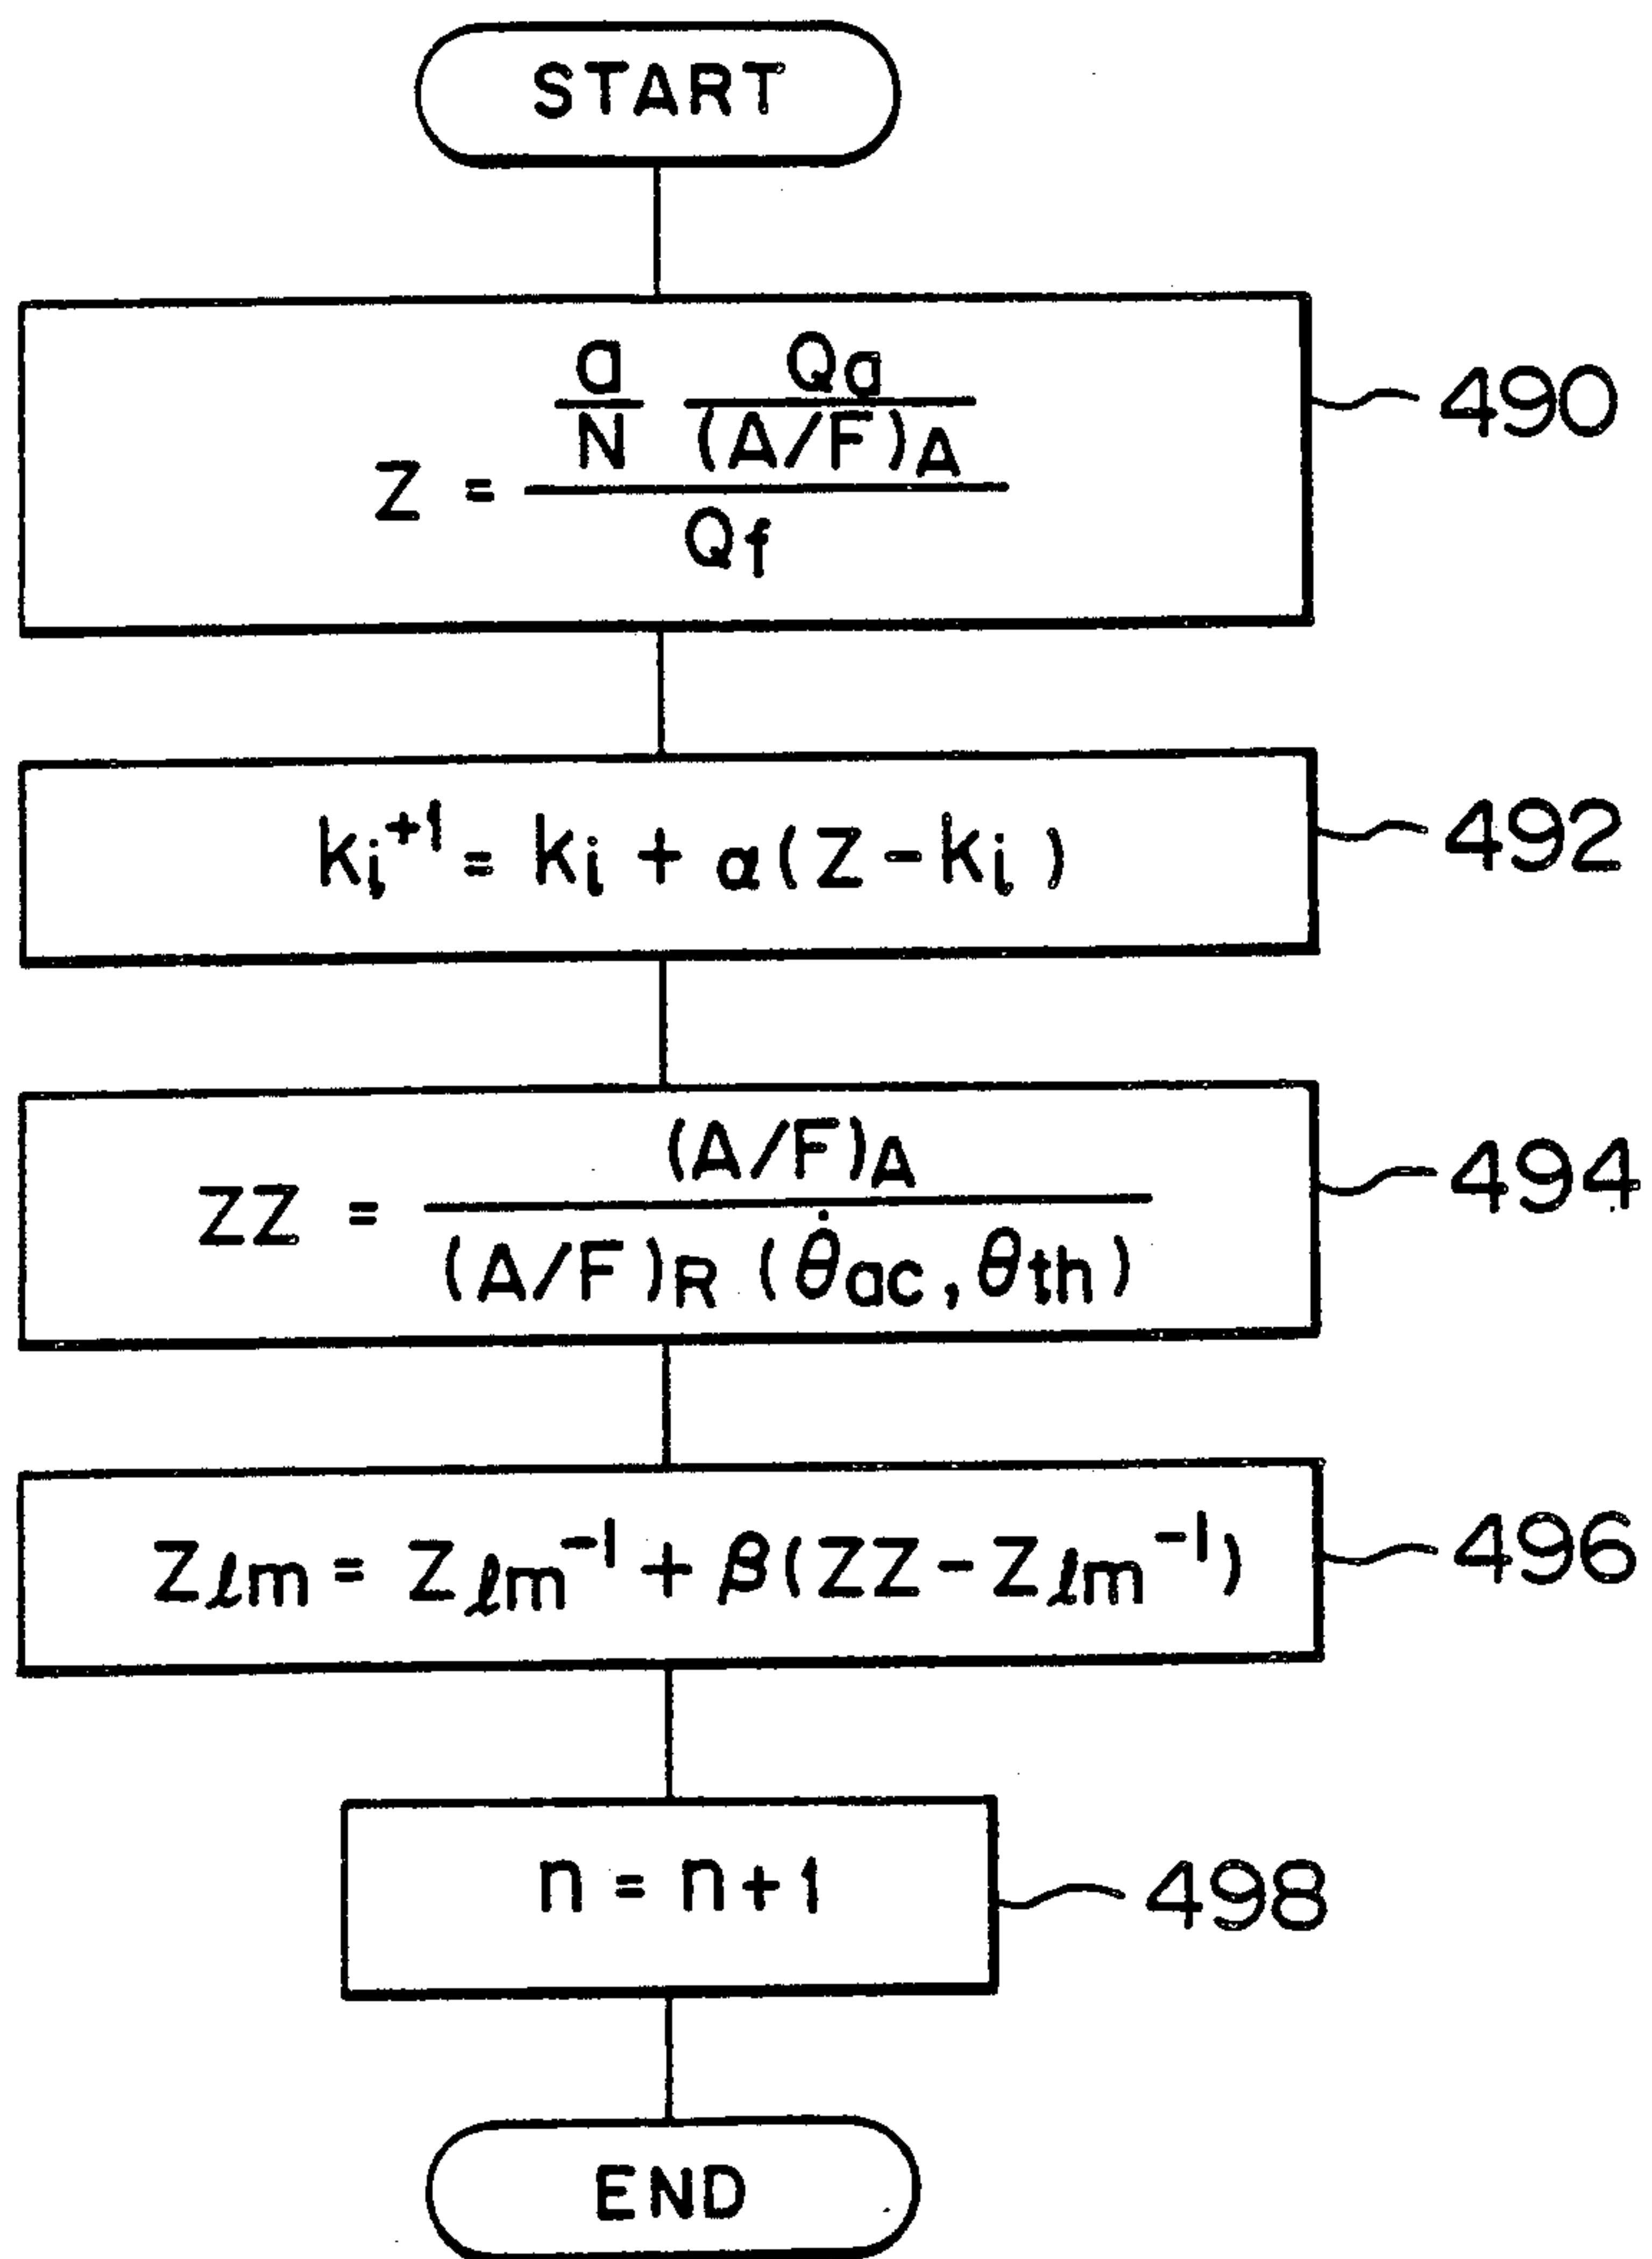 START
a Qa
N (A/F)A
Z =
Qf
490
ki+1 = ki + α(Z-ki)
492
(A/F)A
ZZ =
(A/F)R (θ̇ac, θth)
494
Zℓm = Zℓm-1 + β(ZZ-Zℓm-1)
496
n = n+1
498
END